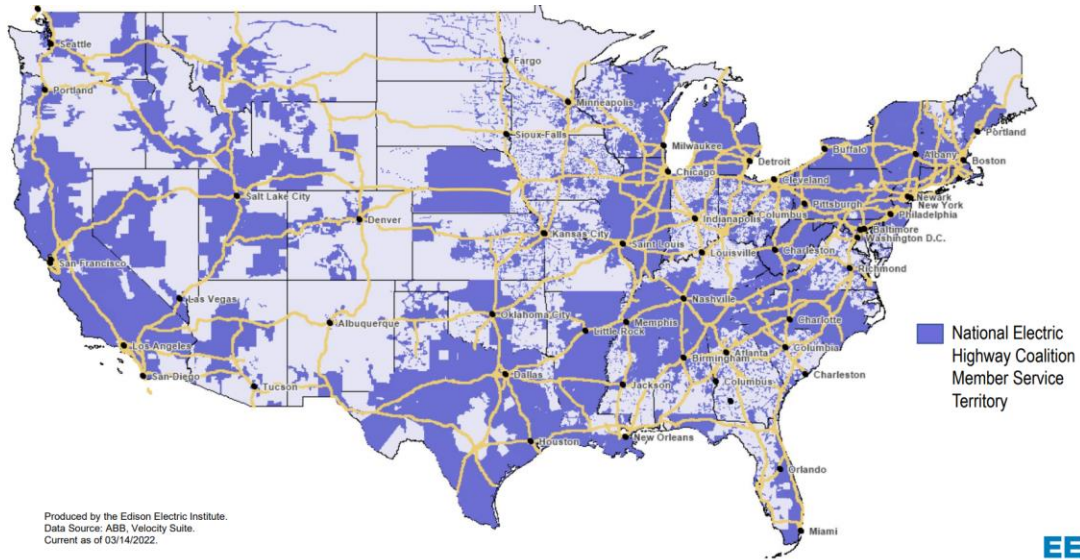 Seattle
Portland
Fargo
Minneapolis
Sioux Falls
Milwaukee
Detroit
Chicago
Buffalo
Albany
Portland
Boston
Cleveland
Newark
New York
Pittsburgh
Philadelphia
Salt Lake City
Denver
Indianapolis
Columbus
Baltimore
Washington D.C.
Kansas City
Saint Louis
Louisville
Charleston
Richmond
San Francisco
Las Vegas
Nashville
Albuquerque
Oklahoma City
Little Rock
Memphis
Charlotte
Los Angeles
Birmingham
Atlanta
Columbia
San Diego
Tucson
Dallas
Jackson
Columbus
Charleston
Houston
New Orleans
Orlando
Miami
National Electric
Highway Coalition
Member Service
Territory
Produced by the Edison Electric Institute.
Data Source: ABB, Velocity Suite.
Current as of 03/14/2022.
EE